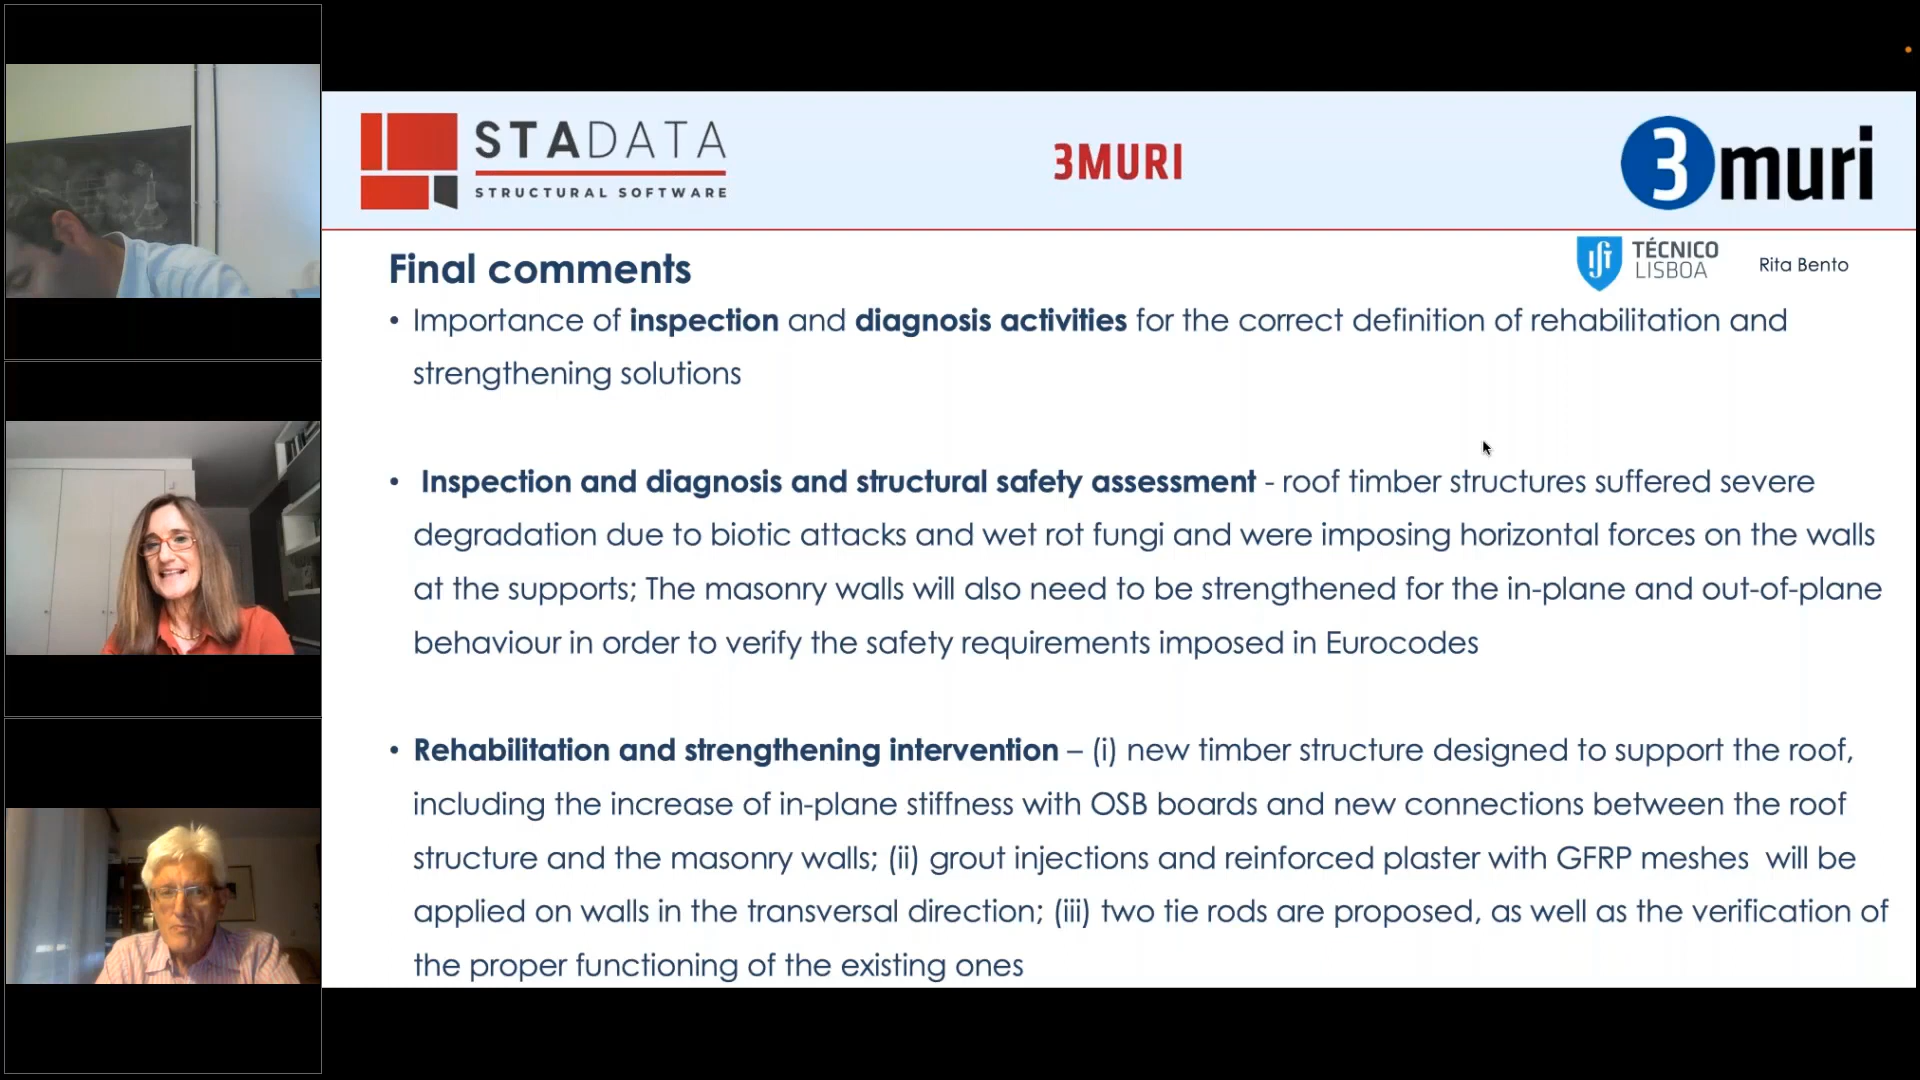 STADATA
STRUCTURAL SOFTWARE
3MURI
3muri
Final comments
TÉCNICO
LISBOA
Rita Bento
• Importance of inspection and diagnosis activities for the correct definition of rehabilitation and
strengthening solutions
• Inspection and diagnosis and structural safety assessment - roof timber structures suffered severe
degradation due to biotic attacks and wet rot fungi and were imposing horizontal forces on the walls
at the supports; The masonry walls will also need to be strengthened for the in-plane and out-of-plane
behaviour in order to verify the safety requirements imposed in Eurocodes
• Rehabilitation and strengthening intervention – (i) new timber structure designed to support the roof,
including the increase of in-plane stiffness with OSB boards and new connections between the roof
structure and the masonry walls; (ii) grout injections and reinforced plaster with GFRP meshes will be
applied on walls in the transversal direction; (iii) two tie rods are proposed, as well as the verification of
the proper functioning of the existing ones